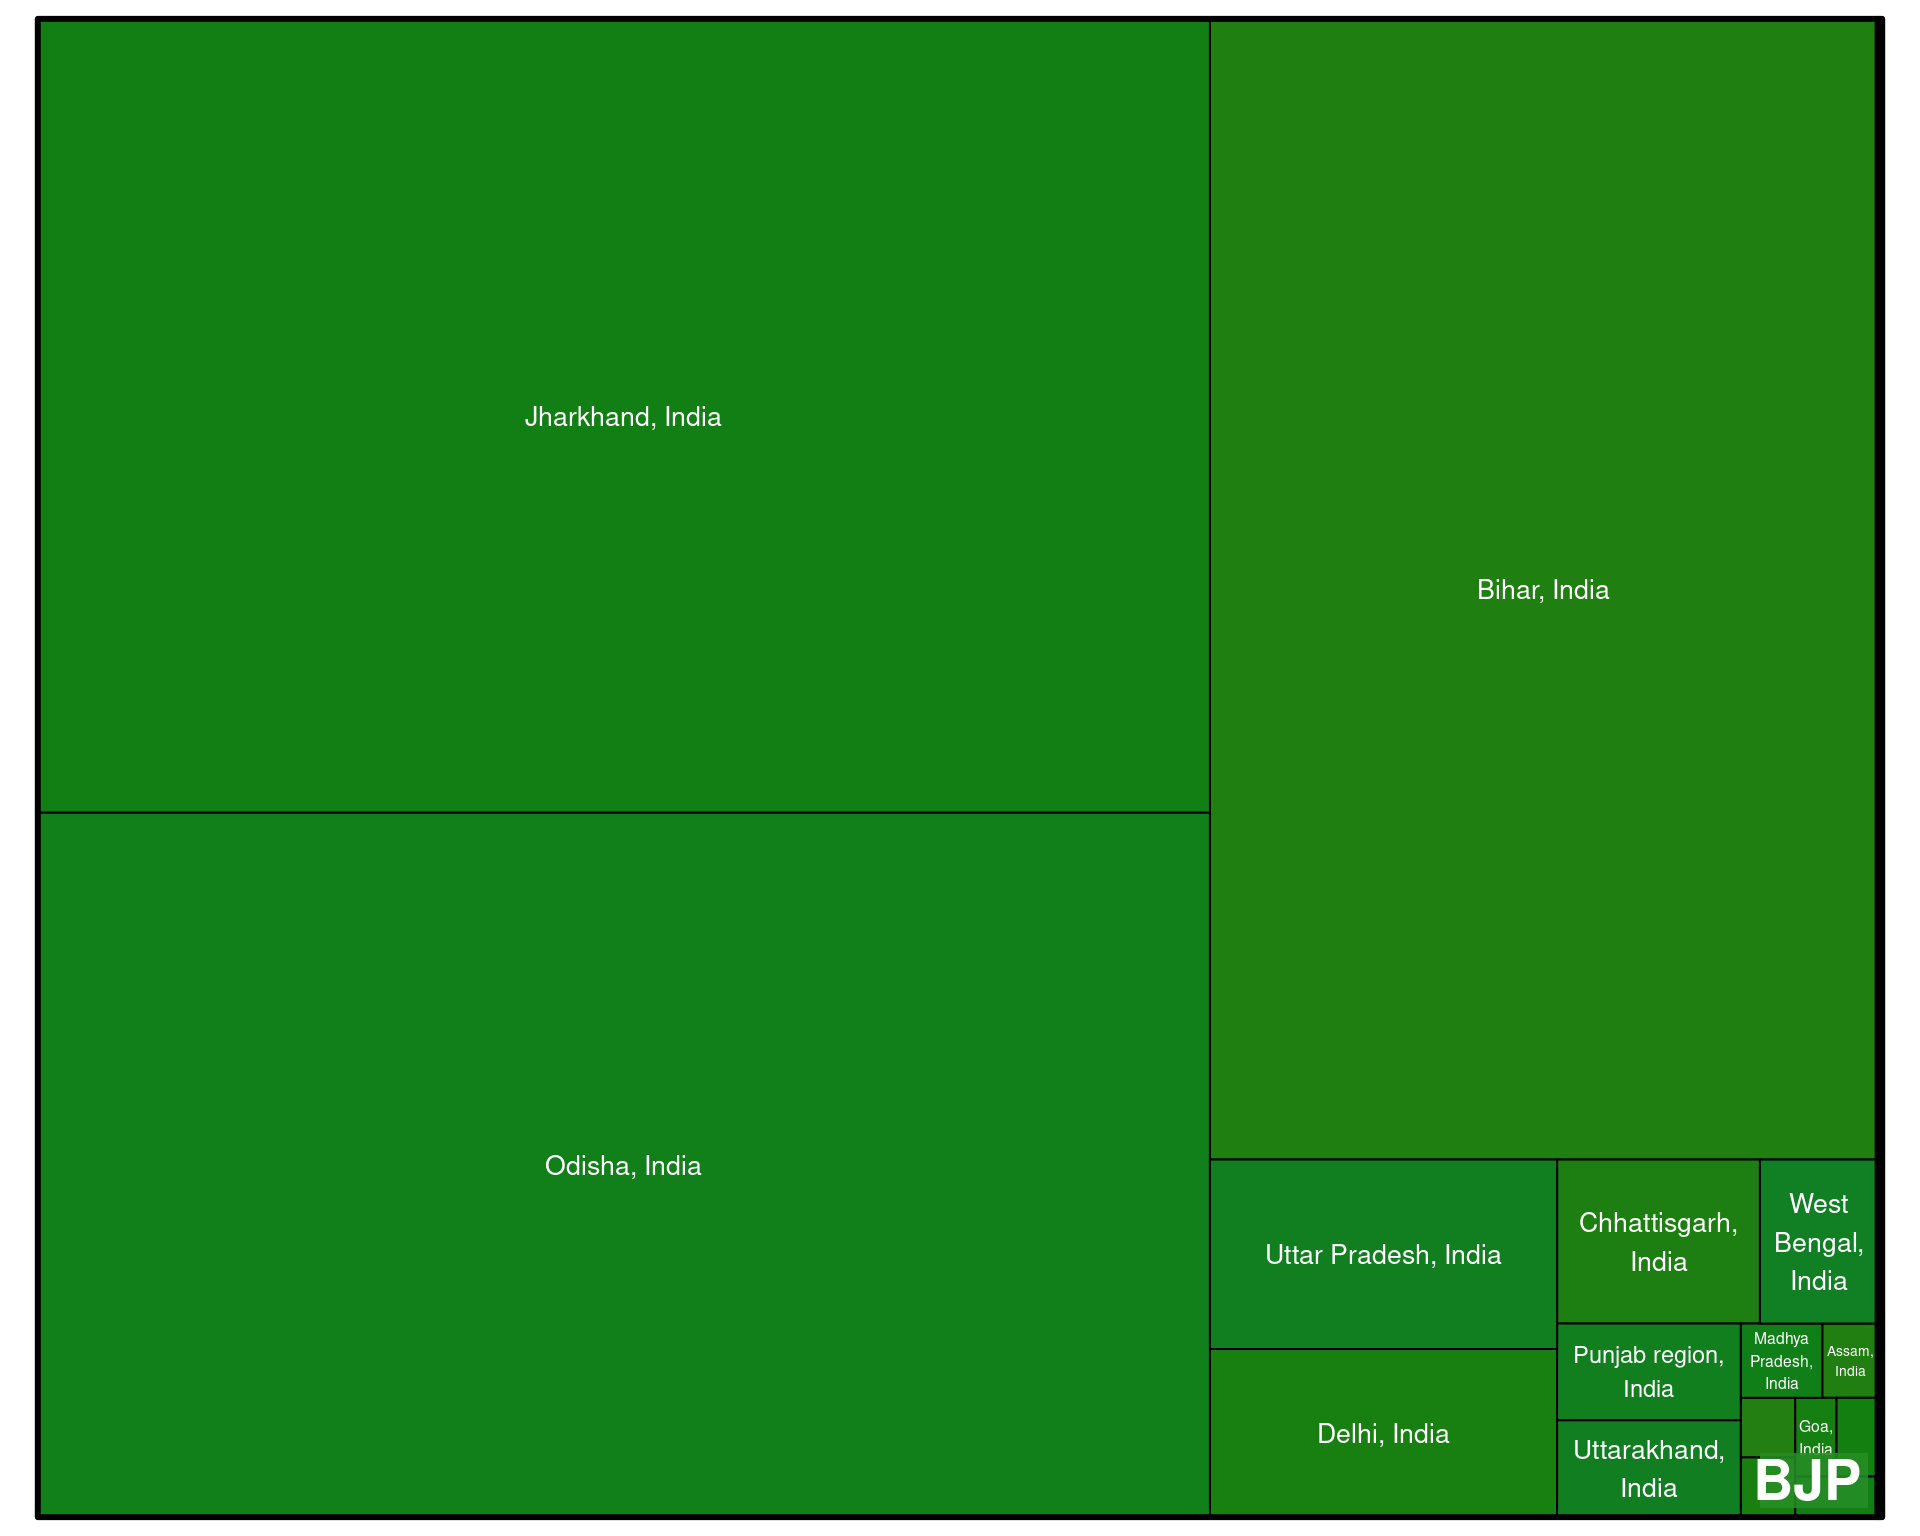 Jharkhand, India
Bihar, India
Odisha, India
Uttar Pradesh, India
Chhattisgarh,
India
West
Bengal,
India
Punjab region,
India
Madhya
Pradesh,
India
Assam,
India
Delhi, India
Uttarakhand,
India
Goa,
India
BJP